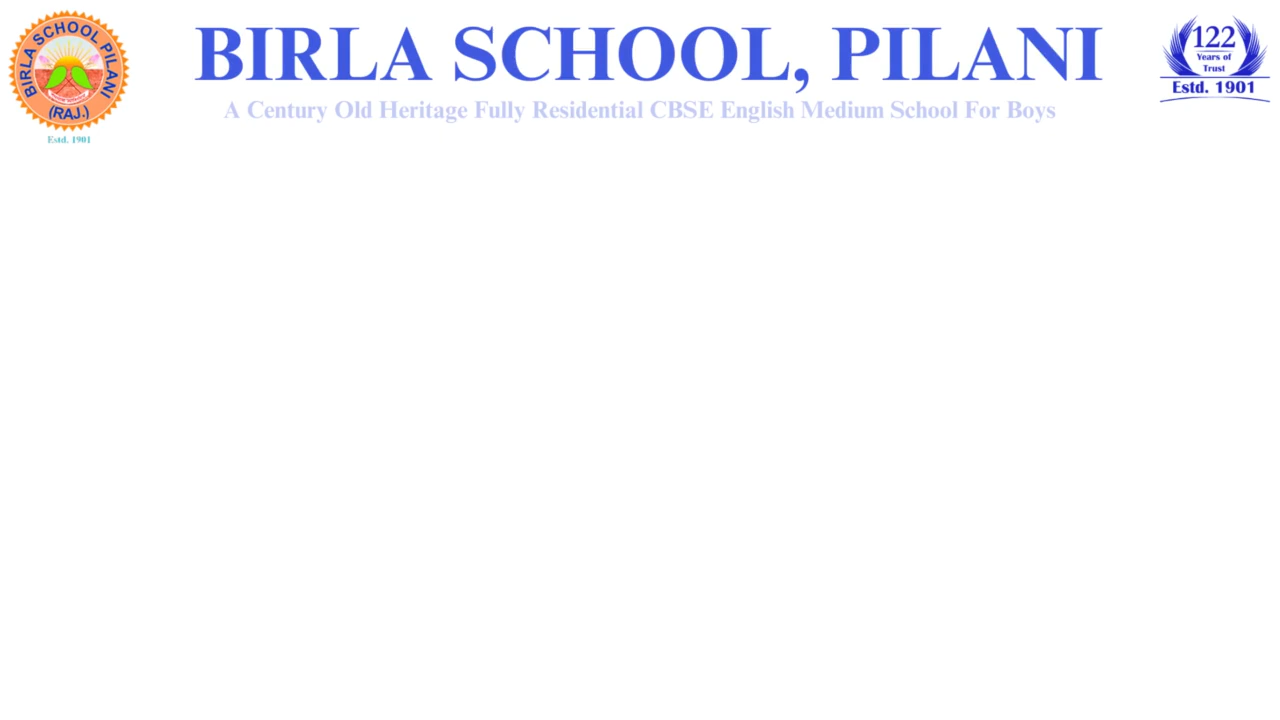 BIRLA SCHOOL PILANI
(RAJ.)
Estd. 1901
BIRLA SCHOOL, PILANI
A Century Old Heritage Fully Residential CBSE English Medium School For Boys
122
Years of
Trust
Estd. 1901